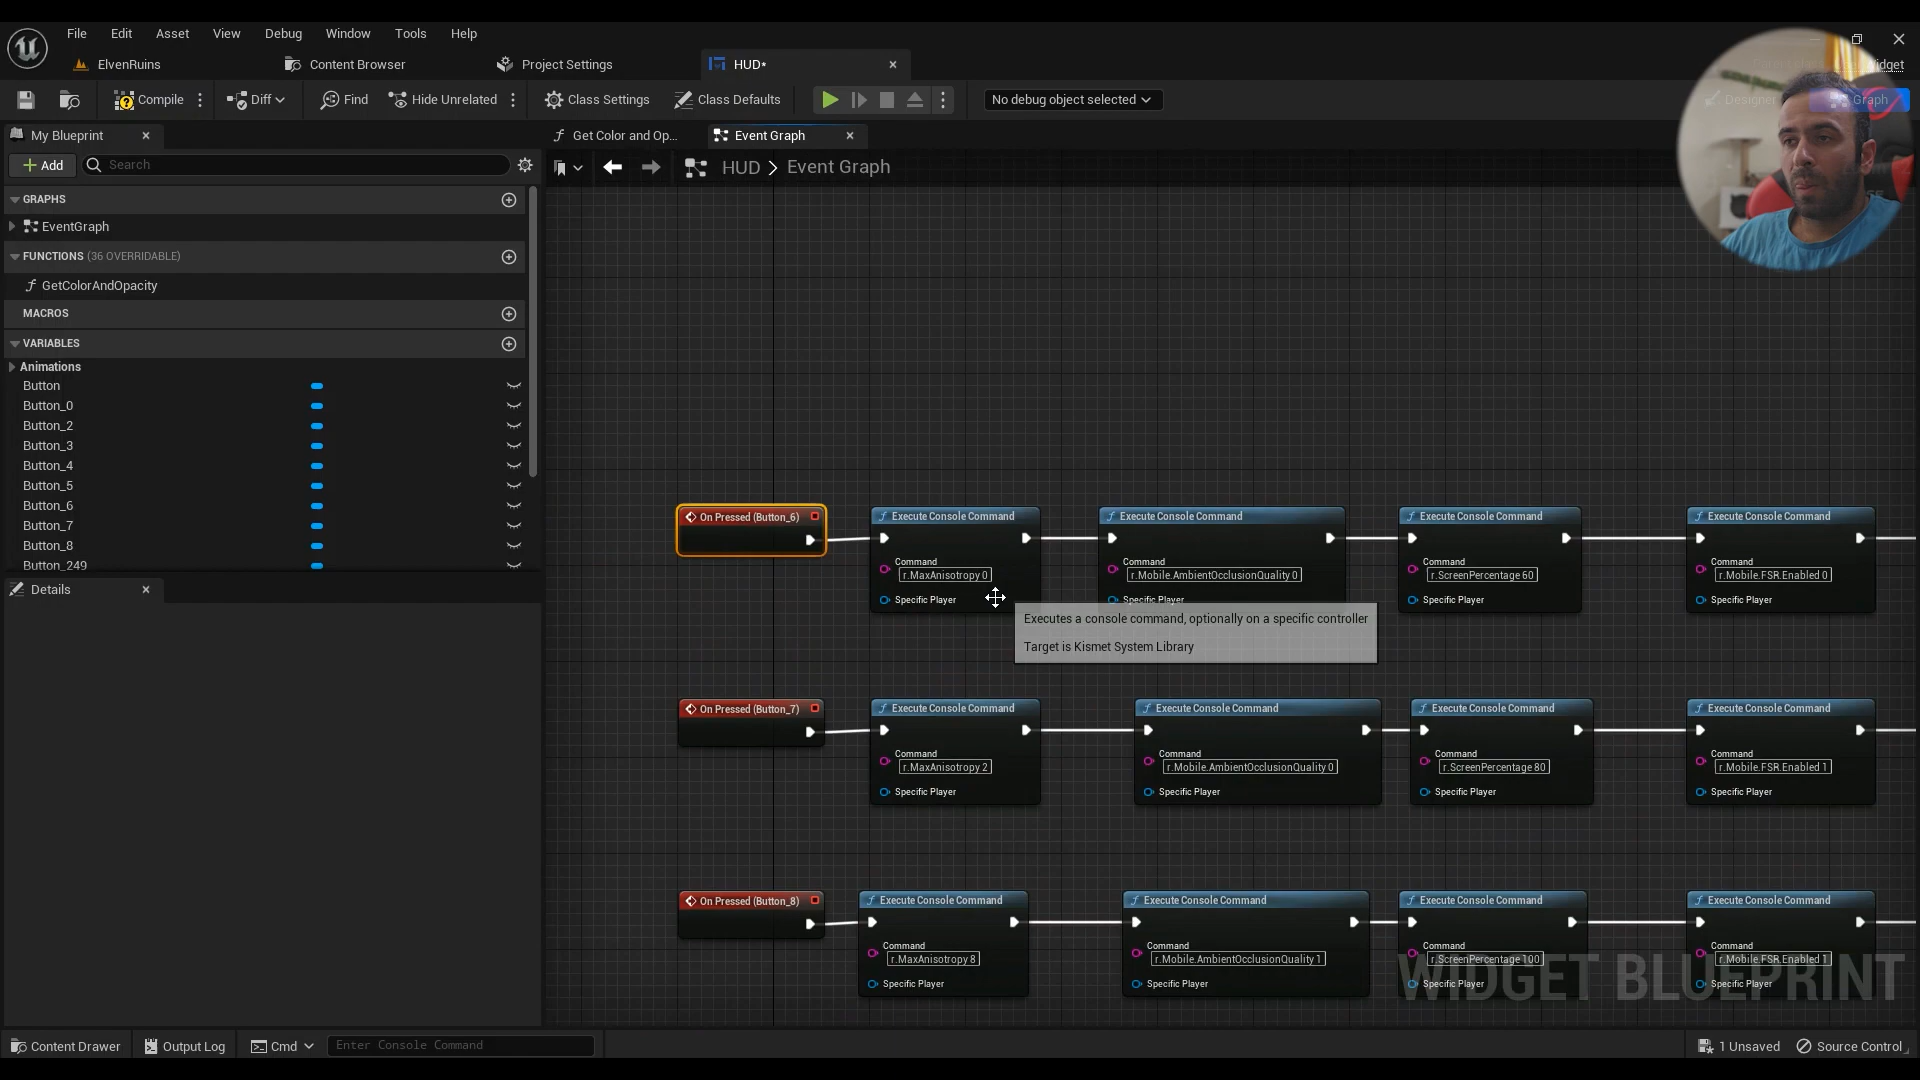 File Edit Asset View Debug Window Tools Help
ElvenRuins Content Browser Project Settings HUD*
Compile Diff Find Hide Unrelated Class Settings Class Defaults No debug object selected Designer Graph
My Blueprint Get Color and Op... Event Graph
Add Search HUD > Event Graph
GRAPHS
EventGraph
FUNCTIONS (36 OVERRIDABLE)
GetColorAndOpacity
MACROS
VARIABLES
Animations
Button
Button_0
Button_2
Button_3
Button_4
Button_5
Button_6
Button_7
Button_8
Button_249
Details
On Pressed (Button_6) Execute Console Command Execute Console Command Execute Console Command Execute Console Command
Command Command Command Command
r.MaxAnisotropy 0 r.Mobile.AmbientOcclusionQuality 0 r.ScreenPercentage 60 r.Mobile.FSR.Enabled 0
Specific Player Specific Player Specific Player Specific Player
Executes a console command, optionally on a specific controller
Target is Kismet System Library
On Pressed (Button_7) Execute Console Command Execute Console Command Execute Console Command Execute Console Command
Command Command Command Command
r.MaxAnisotropy 2 r.Mobile.AmbientOcclusionQuality 0 r.ScreenPercentage 80 r.Mobile.FSR.Enabled 1
Specific Player Specific Player Specific Player Specific Player
On Pressed (Button_8) Execute Console Command Execute Console Command Execute Console Command Execute Console Command
Command Command Command Command
r.MaxAnisotropy 8 r.Mobile.AmbientOcclusionQuality 1 r.ScreenPercentage 100 r.Mobile.FSR.Enabled 1
Specific Player Specific Player Specific Player Specific Player
WIDGET BLUEPRINT
Content Drawer Output Log Cmd Enter Console Command 1 Unsaved Source Control